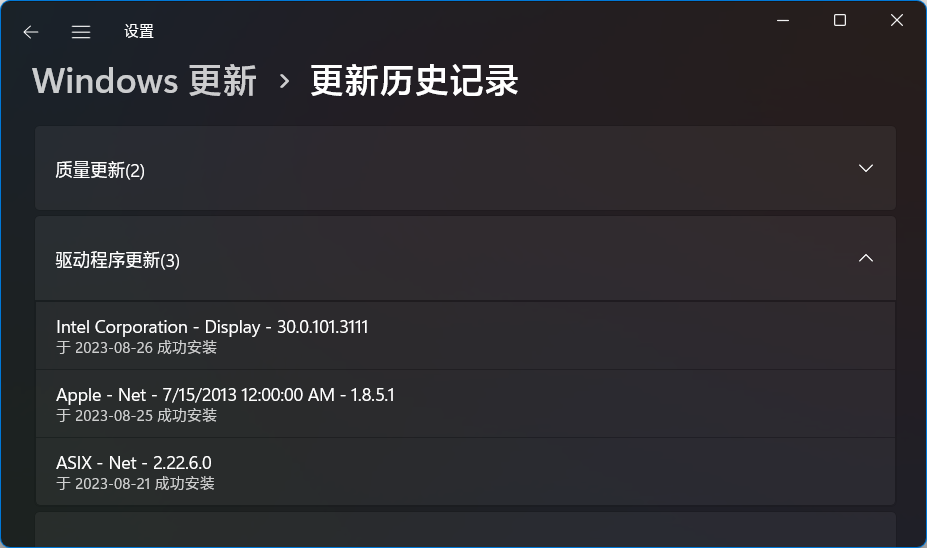 设置
Windows 更新 › 更新历史记录
质量更新(2)
驱动程序更新(3)
Intel Corporation - Display - 30.0.101.3111
于 2023-08-26 成功安装
Apple - Net - 7/15/2013 12:00:00 AM - 1.8.5.1
于 2023-08-25 成功安装
ASIX - Net - 2.22.6.0
于 2023-08-21 成功安装